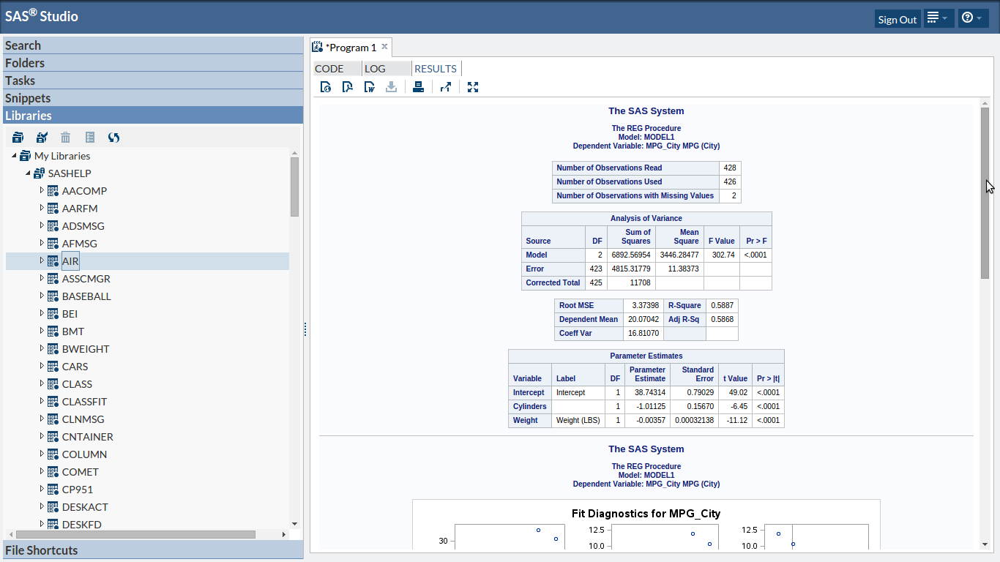 SAS® Studio
Sign Out
Search
Folders
Tasks
Snippets
Libraries
My Libraries
SASHELP
AACOMP
AARFM
ADSMSG
AFMSG
AIR
ASSCMGR
BASEBALL
BEI
BMT
BWEIGHT
CARS
CLASS
CLASSFIT
CLNMSG
CNTAINER
COLUMN
COMET
CP951
DESKACT
DESKFD
File Shortcuts
*Program 1
CODE LOG RESULTS
The SAS System
The REG Procedure
Model: MODEL1
Dependent Variable: MPG_City MPG (City)
Number of Observations Read 428
Number of Observations Used 426
Number of Observations with Missing Values 2
Analysis of Variance
Source DF Sum of Squares Mean Square F Value Pr > F
Model 2 6892.56954 3446.28477 302.74 <.0001
Error 423 4815.31779 11.38373
Corrected Total 425 11708
Root MSE 3.37398 R-Square 0.5887
Dependent Mean 20.07042 Adj R-Sq 0.5868
Coeff Var 16.81070
Parameter Estimates
Variable Label DF Parameter Estimate Standard Error t Value Pr > |t|
Intercept Intercept 1 38.74314 0.79029 49.02 <.0001
Cylinders 1 -1.01125 0.15670 -6.45 <.0001
Weight Weight (LBS) 1 -0.00357 0.00032138 -11.12 <.0001
The SAS System
The REG Procedure
Model: MODEL1
Dependent Variable: MPG_City MPG (City)
Fit Diagnostics for MPG_City
30 12.5 12.5
10.0 10.0